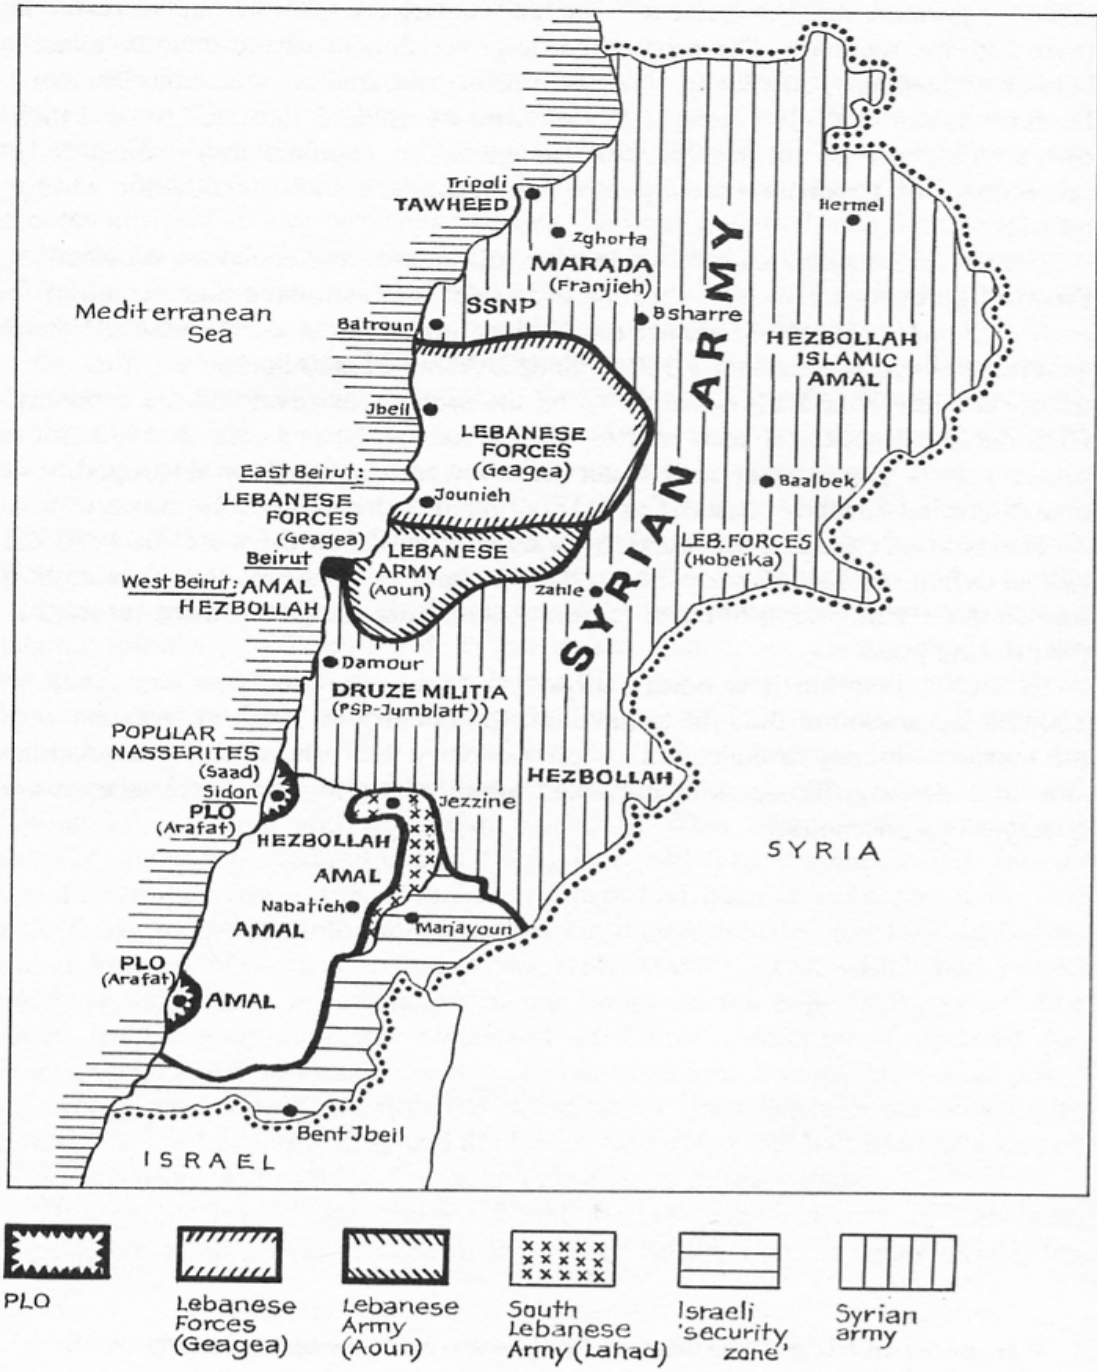 Tripoli
TAWHEED
Hermel
Zghorta
MARADA
(Franjieh)
SSNP
Mediterranean
Sea
Batroun
Bsharre
SYRIAN ARMY
HEZBOLLAH
ISLAMIC
AMAL
Jbeil
LEBANESE
FORCES
(Geagea)
East Beirut:
LEBANESE
FORCES
(Geagea)
Jounieh
Baalbek
Beirut
LEBANESE
ARMY
(Aoun)
LEB. FORCES
(Hobeika)
West Beirut: AMAL
HEZBOLLAH
Zahle
Damour
DRUZE MILITIA
(PSP-Jumblatt))
POPULAR
NASSERITES
(Saad)
Sidon
PLO
(Arafat)
HEZBOLLAH
Jezzine
HEZBOLLAH
AMAL
SYRIA
Nabatieh
AMAL
Marjayoun
PLO
(Arafat)
AMAL
Bent Jbeil
ISRAEL
PLO
Lebanese
Forces
(Geagea)
Lebanese
Army
(Aoun)
South
Lebanese
Army (Lahad)
Israeli
"security
zone"
Syrian
army